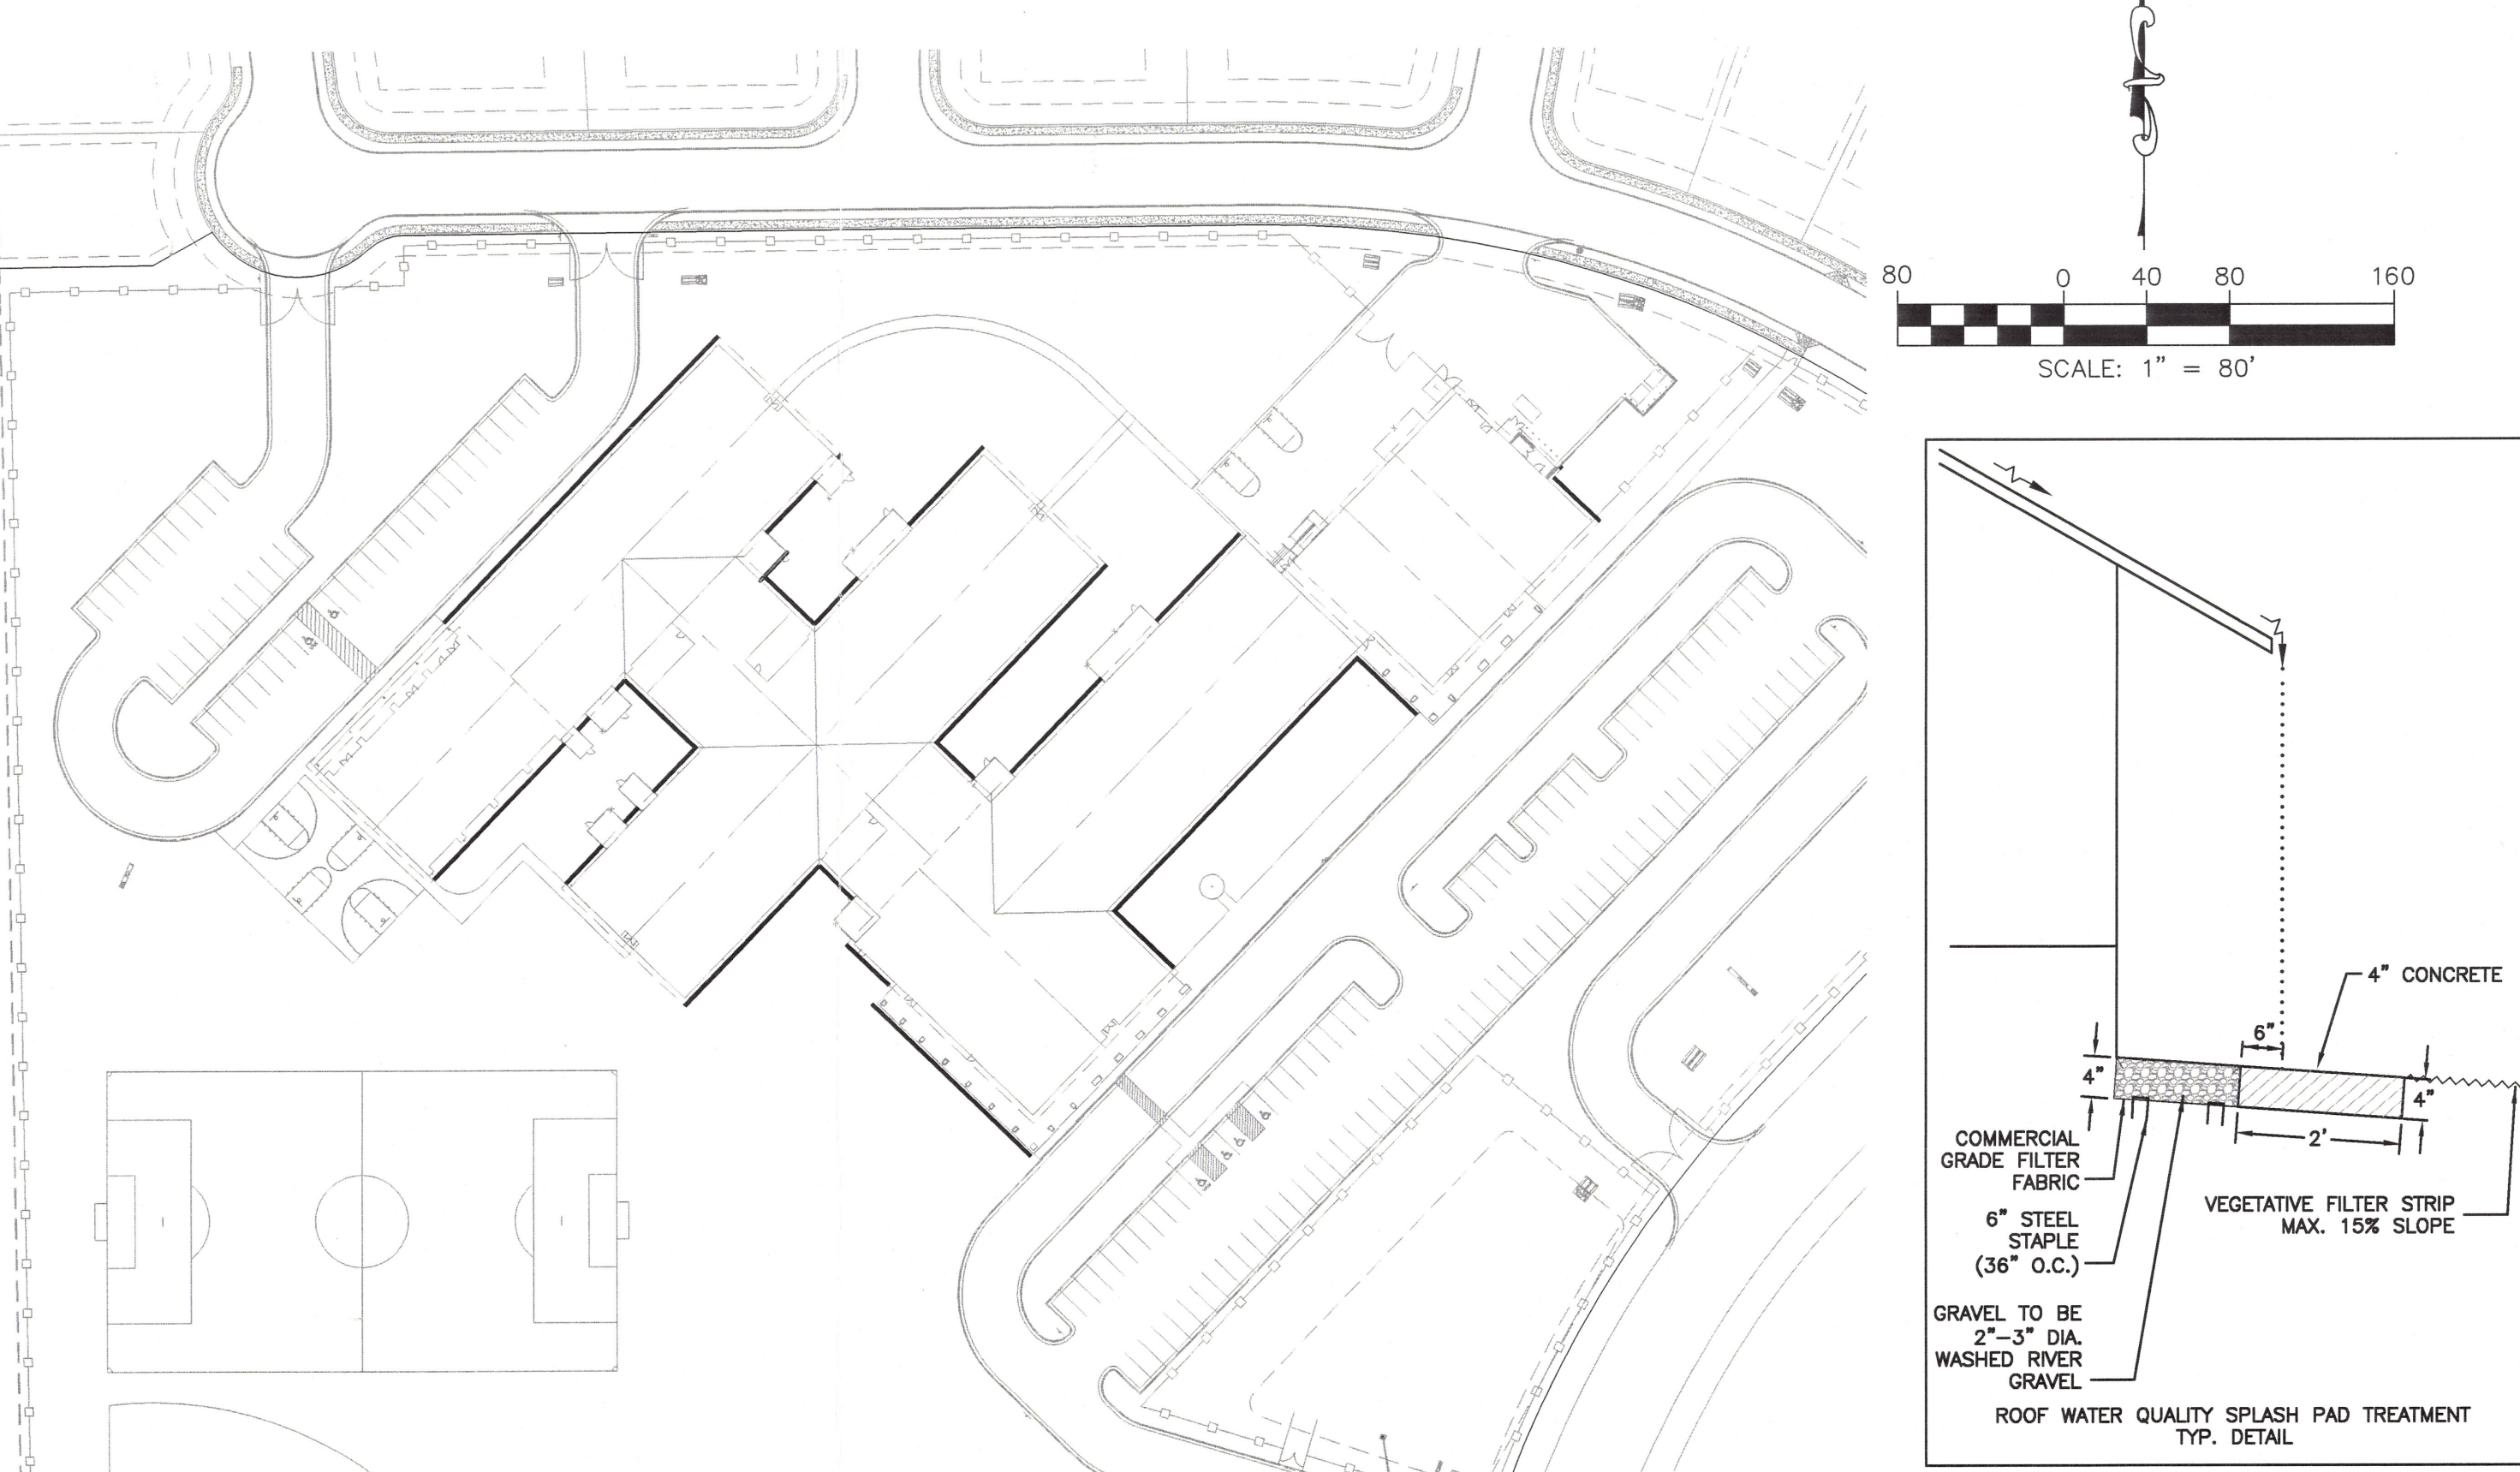 80 0 40 80 160
SCALE: 1" = 80'
4" CONCRETE
6"
4"
4"
2'
COMMERCIAL
GRADE FILTER
FABRIC
VEGETATIVE FILTER STRIP
MAX. 15% SLOPE
6" STEEL
STAPLE
(36" O.C.)
GRAVEL TO BE
2"-3" DIA.
WASHED RIVER
GRAVEL
ROOF WATER QUALITY SPLASH PAD TREATMENT
TYP. DETAIL